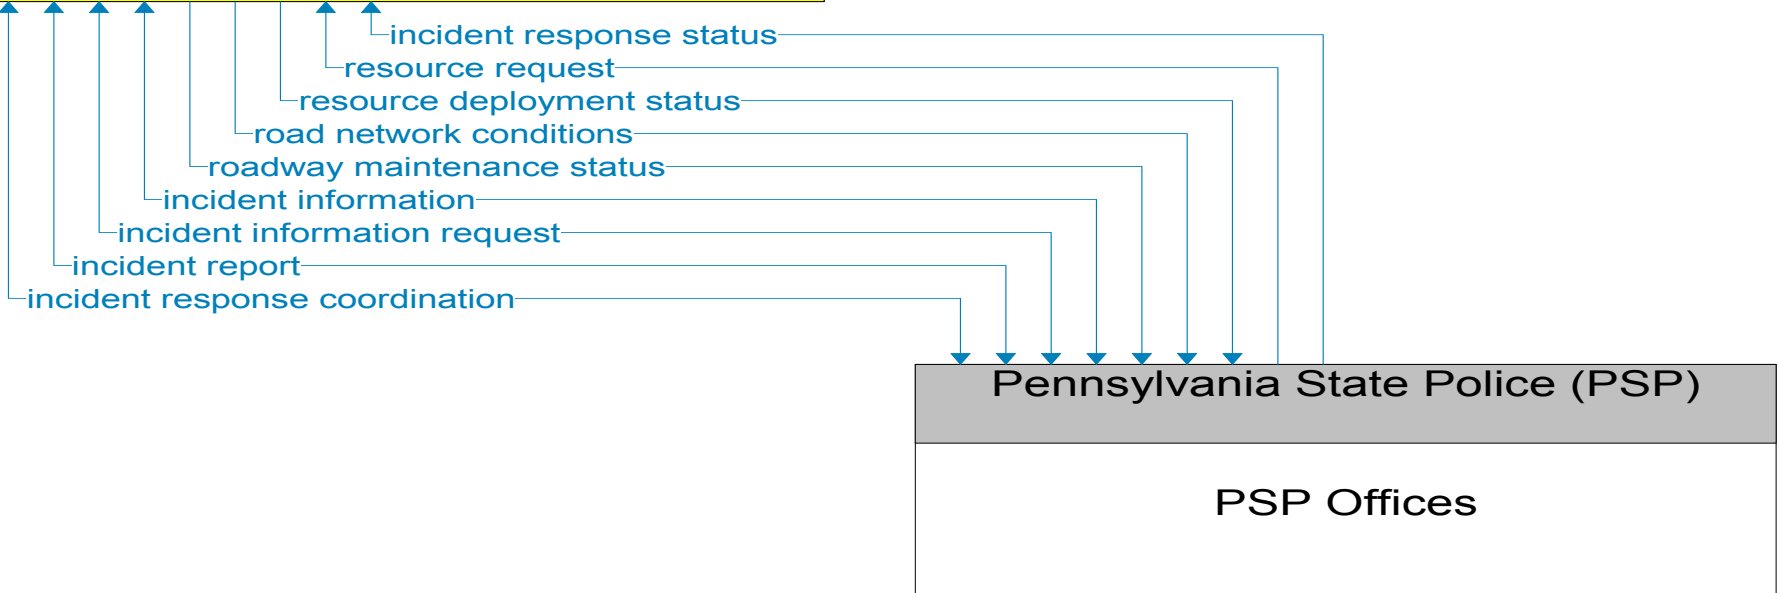 incident response status
resource request
resource deployment status
road network conditions
roadway maintenance status
incident information
incident information request
incident report
incident response coordination
Pennsylvania State Police (PSP)
PSP Offices